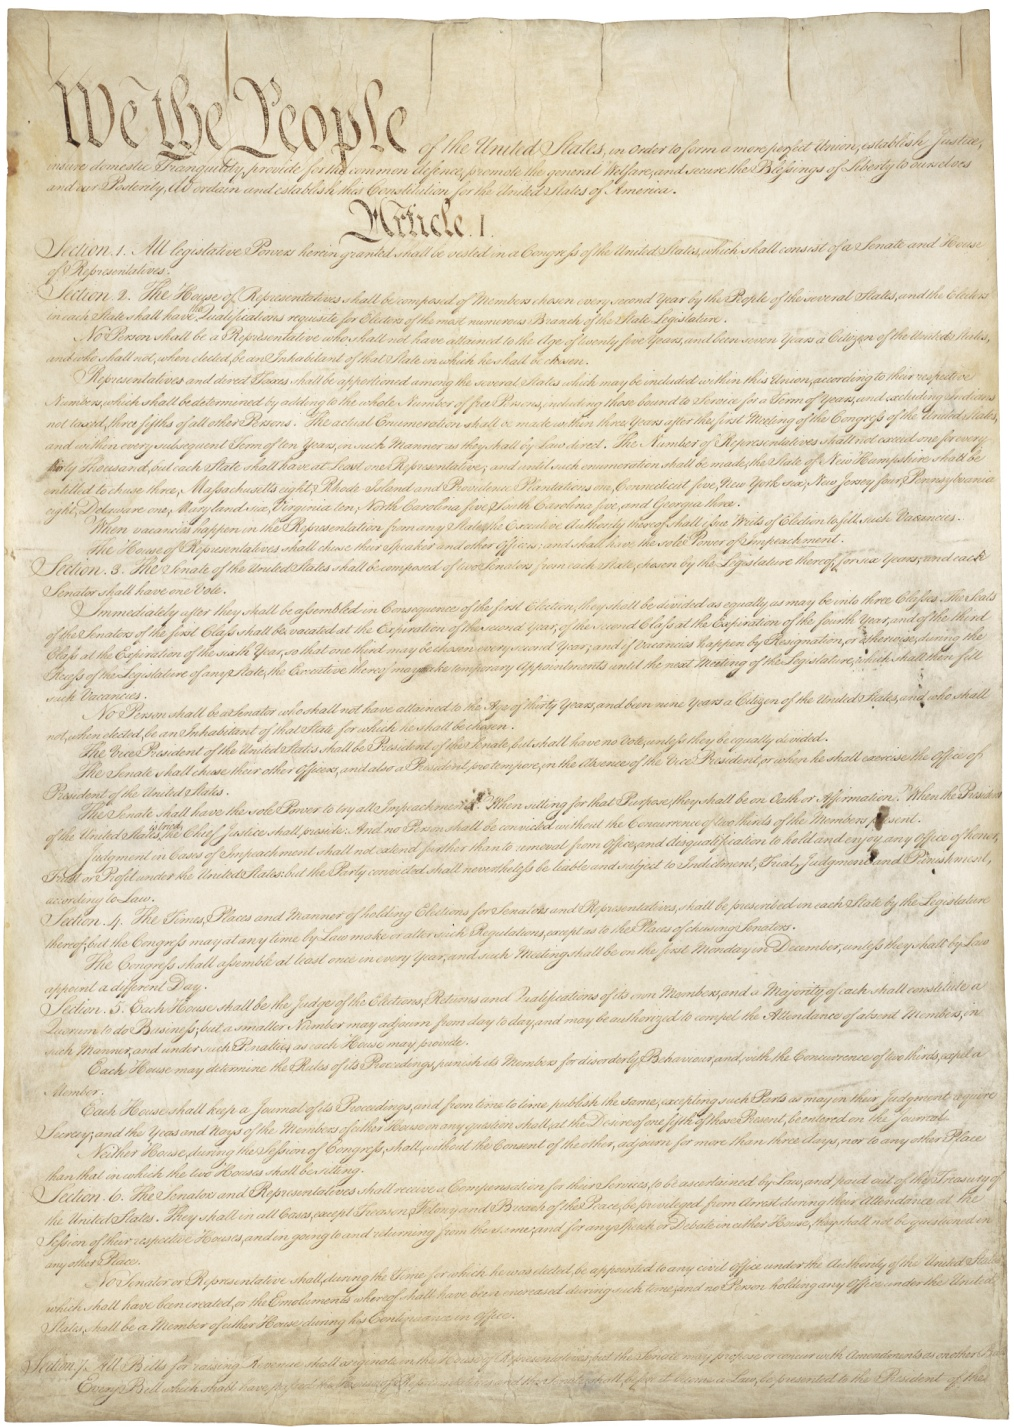 We the People of the United States, in Order to form a more perfect Union, establish Justice,
insure domestic Tranquility, provide for the common defence, promote the general Welfare, and secure the Blessings of Liberty to ourselves
and our Posterity, do ordain and establish this Constitution for the United States of America.
Article. I.
Section. 1. All legislative Powers herein granted shall be vested in a Congress of the United States, which shall consist of a Senate and House
of Representatives.
Section. 2. The House of Representatives shall be composed of Members chosen every second Year by the People of the several States, and the Electors
in each State shall have the Qualifications requisite for Electors of the most numerous Branch of the State Legislature.
No Person shall be a Representative who shall not have attained to the Age of twenty five Years, and been seven Years a Citizen of the United States,
and who shall not, when elected, be an Inhabitant of that State in which he shall be chosen.
Representatives and direct Taxes shall be apportioned among the several States which may be included within this Union, according to their respective
Numbers, which shall be determined by adding to the whole Number of free Persons, including those bound to Service for a Term of Years, and excluding Indians
not taxed, three fifths of all other Persons. The actual Enumeration shall be made within three Years after the first Meeting of the Congress of the United States,
and within every subsequent Term of ten Years, in such Manner as they shall by Law direct. The Number of Representatives shall not exceed one for every
thirty Thousand, but each State shall have at Least one Representative; and until such enumeration shall be made, the State of New Hampshire shall be
entitled to chuse three, Massachusetts eight, Rhode Island and Providence Plantations one, Connecticut five, New York six, New Jersey four, Pennsylvania
eight, Delaware one, Maryland six, Virginia ten, North Carolina five, South Carolina five, and Georgia three.
When vacancies happen in the Representation from any State, the Executive Authority thereof shall issue Writs of Election to fill such Vacancies.
The House of Representatives shall chuse their Speaker and other Officers; and shall have the sole Power of Impeachment.
Section. 3. The Senate of the United States shall be composed of two Senators from each State, chosen by the Legislature thereof, for six Years; and each
Senator shall have one Vote.
Immediately after they shall be assembled in Consequence of the first Election, they shall be divided as equally as may be into three Classes. The Seats
of the Senators of the first Class shall be vacated at the Expiration of the second Year, of the second Class at the Expiration of the fourth Year, and of the third
Class at the Expiration of the sixth Year, so that one third may be chosen every second Year; and if Vacancies happen by Resignation, or otherwise, during the
Recess of the Legislature of any State, the Executive thereof may make temporary Appointments until the next Meeting of the Legislature, which shall then fill
such Vacancies.
No Person shall be a Senator who shall not have attained to the Age of thirty Years, and been nine Years a Citizen of the United States, and who shall
not, when elected, be an Inhabitant of that State for which he shall be chosen.
The Vice President of the United States shall be President of the Senate, but shall have no Vote, unless they be equally divided.
The Senate shall chuse their other Officers, and also a President pro tempore, in the Absence of the Vice President, or when he shall exercise the Office of
President of the United States.
The Senate shall have the sole Power to try all Impeachments. When sitting for that Purpose, they shall be on Oath or Affirmation. When the President
of the United States is tried, the Chief Justice shall preside: And no Person shall be convicted without the Concurrence of two thirds of the Members present.
Judgment in Cases of Impeachment shall not extend further than to removal from Office, and disqualification to hold and enjoy any Office of honor,
Trust or Profit under the United States: but the Party convicted shall nevertheless be liable and subject to Indictment, Trial, Judgment and Punishment,
according to Law.
Section. 4. The Times, Places and Manner of holding Elections for Senators and Representatives, shall be prescribed in each State by the Legislature
thereof; but the Congress may at any time by Law make or alter such Regulations, except as to the Places of chusing Senators.
The Congress shall assemble at least once in every Year, and such Meeting shall be on the first Monday in December, unless they shall by Law
appoint a different Day.
Section. 5. Each House shall be the Judge of the Elections, Returns and Qualifications of its own Members, and a Majority of each shall constitute a
Quorum to do Business; but a smaller Number may adjourn from day to day, and may be authorized to compel the Attendance of absent Members, in
such Manner, and under such Penalties as each House may provide.
Each House may determine the Rules of its Proceedings, punish its Members for disorderly Behaviour, and, with the Concurrence of two thirds, expel a
Member.
Each House shall keep a Journal of its Proceedings, and from time to time publish the same, excepting such Parts as may in their Judgment require
Secrecy; and the Yeas and Nays of the Members of either House on any question shall, at the Desire of one fifth of those Present, be entered on the Journal.
Neither House, during the Session of Congress, shall, without the Consent of the other, adjourn for more than three days, nor to any other Place
than that in which the two Houses shall be sitting.
Section. 6. The Senators and Representatives shall receive a Compensation for their Services, to be ascertained by Law, and paid out of the Treasury of
the United States. They shall in all Cases, except Treason, Felony and Breach of the Peace, be privileged from Arrest during their Attendance at the
Session of their respective Houses, and in going to and returning from the same; and for any Speech or Debate in either House, they shall not be questioned in
any other Place.
No Senator or Representative shall, during the Time for which he was elected, be appointed to any civil Office under the Authority of the United States,
which shall have been created, or the Emoluments whereof shall have been increased during such time; and no Person holding any Office under the United
States, shall be a Member of either House during his Continuance in Office.
Section. 7. All Bills for raising Revenue shall originate in the House of Representatives; but the Senate may propose or concur with Amendments as on other Bills.
Every Bill which shall have passed the House of Representatives and the Senate, shall, before it become a Law, be presented to the President of the